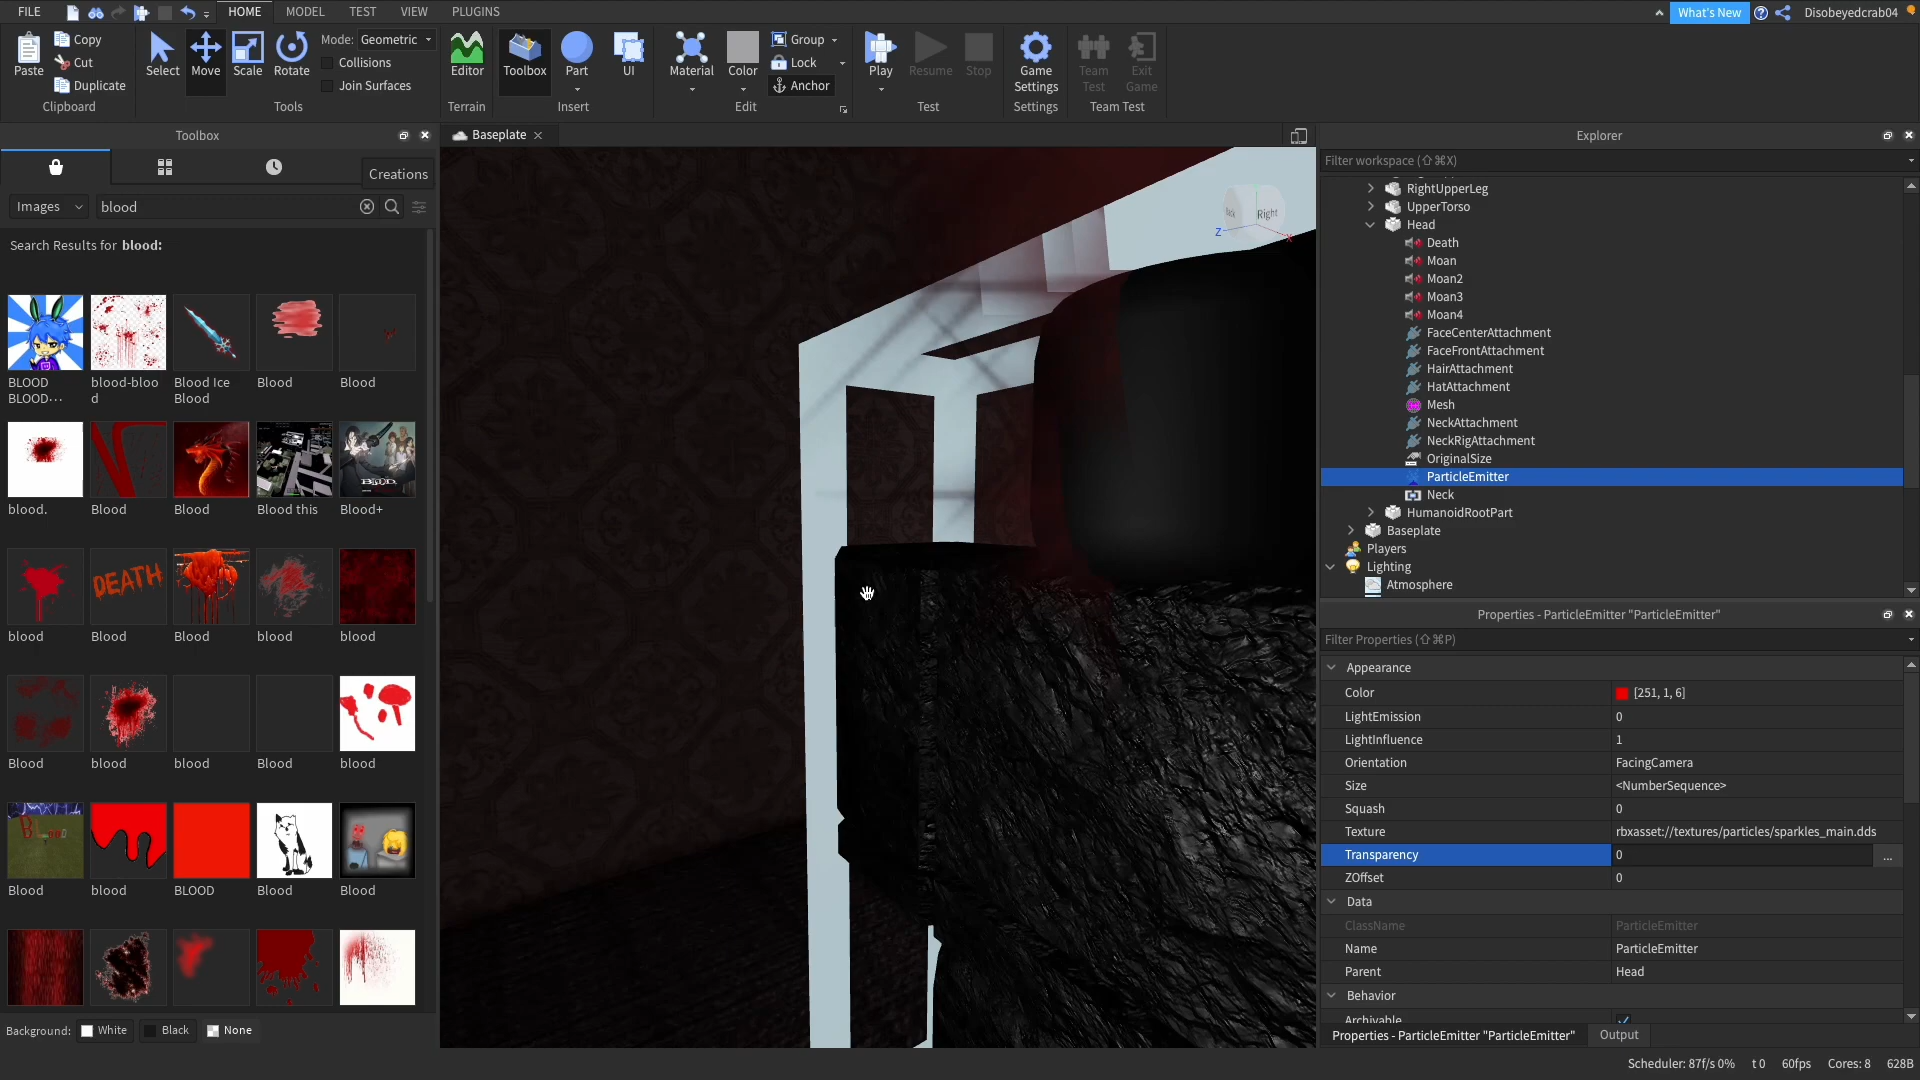 FILE HOME MODEL TEST VIEW PLUGINS What's New Disobeyedcrab04
Paste Copy Cut Duplicate Clipboard
Select Move Scale Rotate Mode: Geometric Collisions Join Surfaces Tools
Editor Terrain
Toolbox Part UI Insert
Material Color Group Lock Anchor Edit
Play Resume Stop Test
Game Settings Settings
Team Test Exit Game Team Test
Toolbox
Creations
Images blood
Search Results for blood:
BLOOD BLOOD··· blood-blood Blood Ice Blood Blood Blood
blood. Blood Blood Blood this Blood+
DEATH
blood Blood Blood blood blood
Blood blood blood Blood blood
Blood blood BLOOD Blood Blood
Background: White Black None
Baseplate
Back Right
Z X
Explorer
Filter workspace (⇧⌘X)
RightUpperLeg
UpperTorso
Head
Death
Moan
Moan2
Moan3
Moan4
FaceCenterAttachment
FaceFrontAttachment
HairAttachment
HatAttachment
Mesh
NeckAttachment
NeckRigAttachment
OriginalSize
ParticleEmitter
Neck
HumanoidRootPart
Baseplate
Players
Lighting
Atmosphere
Properties - ParticleEmitter "ParticleEmitter"
Filter Properties (⇧⌘P)
Appearance
Color [251, 1, 6]
LightEmission 0
LightInfluence 1
Orientation FacingCamera
Size <NumberSequence>
Squash 0
Texture rbxasset://textures/particles/sparkles_main.dds
Transparency 0 ...
ZOffset 0
Data
ClassName ParticleEmitter
Name ParticleEmitter
Parent Head
Behavior
Archivable
Properties - ParticleEmitter "ParticleEmitter" Output
Scheduler: 87f/s 0% t 0 60fps Cores: 8 628B